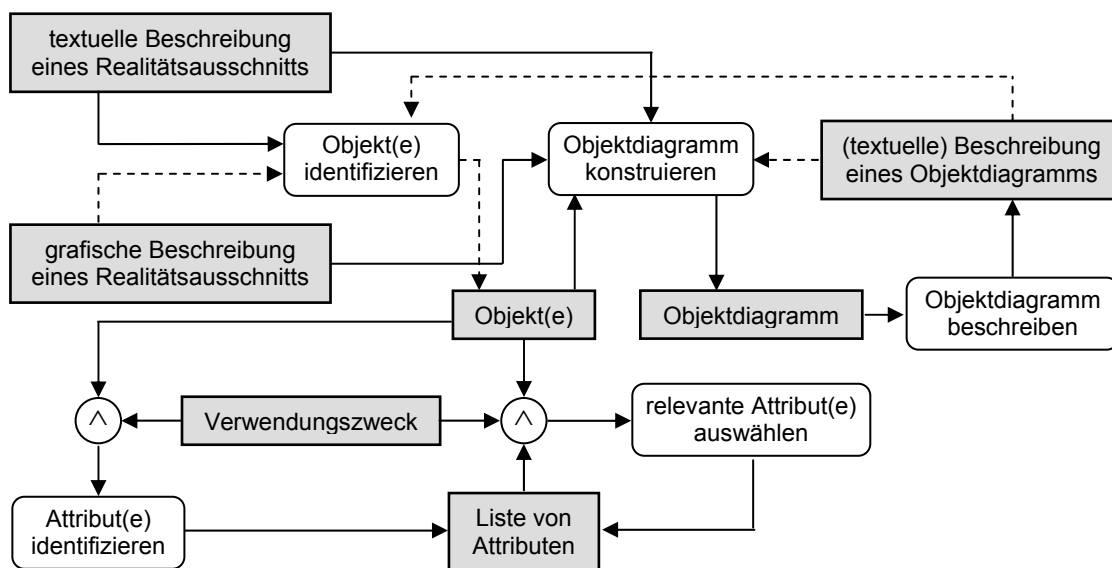 textuelle Beschreibung
eines Realitätsausschnitts
Objekt(e)
identifizieren
Objektdiagramm
konstruieren
(textuelle) Beschreibung
eines Objektdiagramms
grafische Beschreibung
eines Realitätsausschnitts
Objekt(e)
Objektdiagramm
Objektdiagramm
beschreiben
^
Verwendungszweck
^
relevante Attribut(e)
auswählen
Attribut(e)
identifizieren
Liste von
Attributen